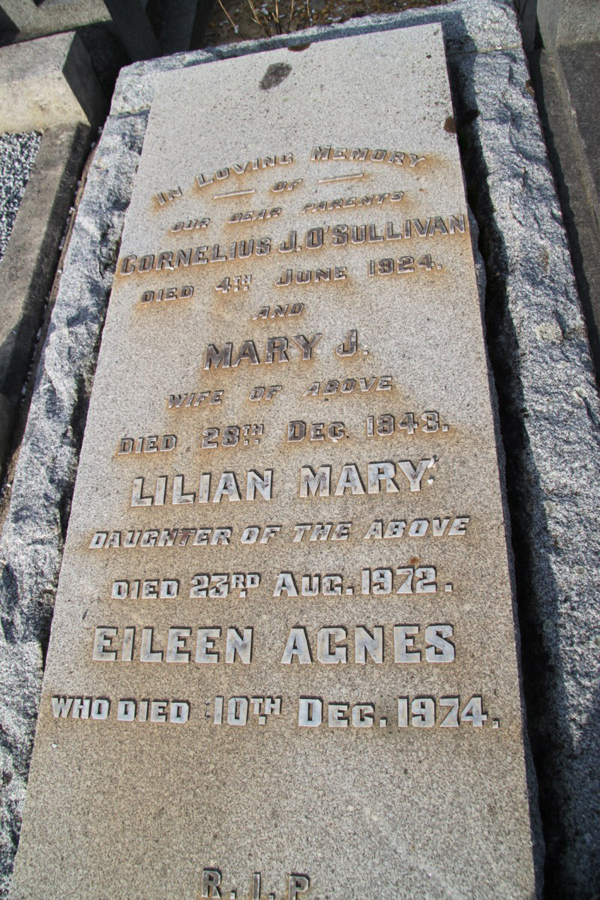 IN LOVING MEMORY
OF
OUR DEAR PARENTS
CORNELIUS J. O'SULLIVAN
DIED 4TH JUNE 1924.
AND
MARY J.
WIFE OF ABOVE
DIED 28TH DEC. 1943.
LILIAN MARY.
DAUGHTER OF THE ABOVE
DIED 23RD AUG. 1972.
EILEEN AGNES
WHO DIED 10TH DEC. 1974.
R.I.P.